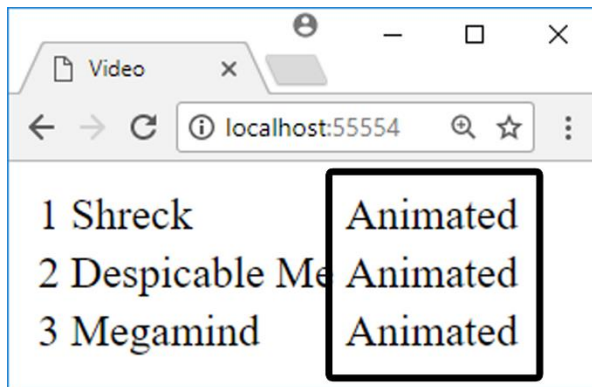 Video
localhost:55554
1 Shreck Animated
2 Despicable Me Animated
3 Megamind Animated